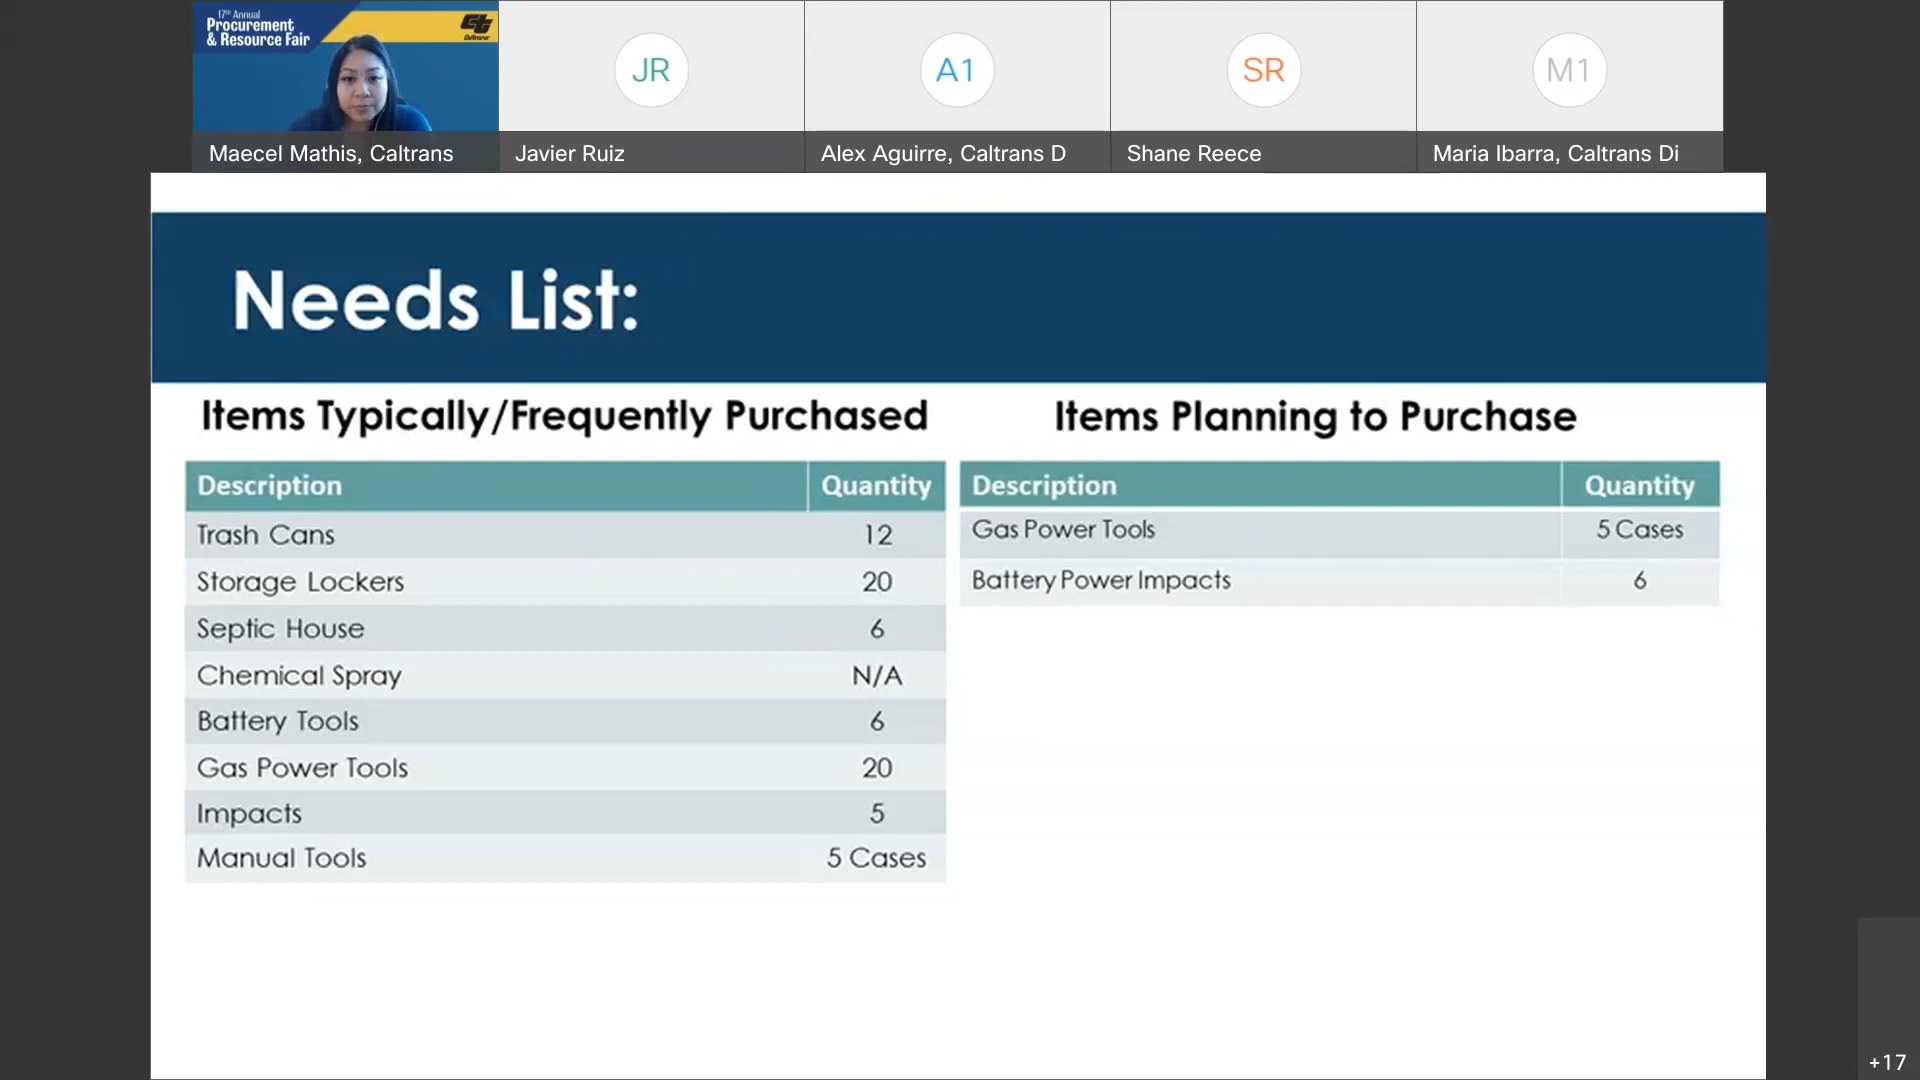 17th Annual
Procurement
& Resource Fair
Caltrans
JR
A1
SR
M1
Maecel Mathis, Caltrans
Javier Ruiz
Alex Aguirre, Caltrans D
Shane Reece
Maria Ibarra, Caltrans Di
Needs List:
Items Typically/Frequently Purchased
Description Quantity
Trash Cans 12
Storage Lockers 20
Septic House 6
Chemical Spray N/A
Battery Tools 6
Gas Power Tools 20
Impacts 5
Manual Tools 5 Cases
Items Planning to Purchase
Description Quantity
Gas Power Tools 5 Cases
Battery Power Impacts 6
+17